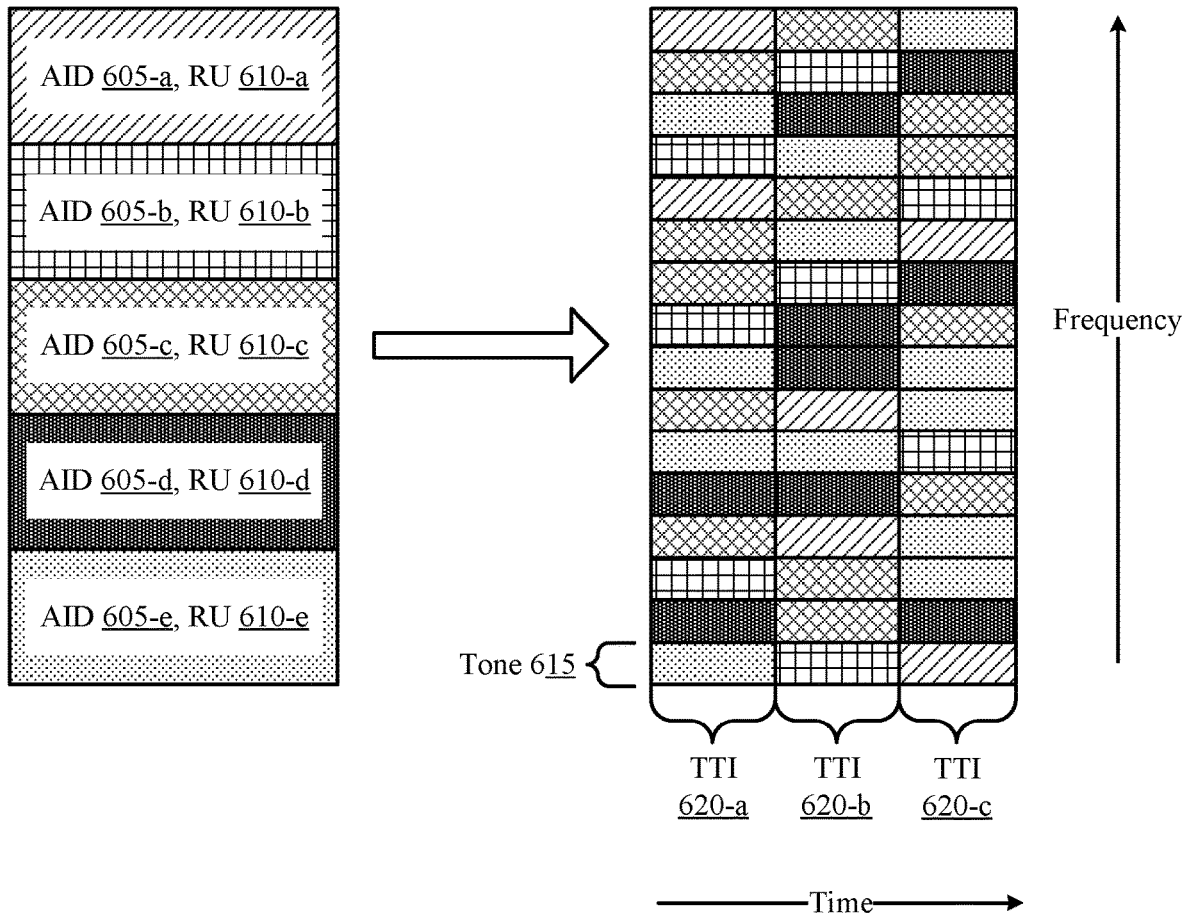 AID 605-a, RU 610-a
AID 605-b, RU 610-b
AID 605-c, RU 610-c
AID 605-d, RU 610-d
AID 605-e, RU 610-e
Frequency
Tone 615
TTI
620-a
TTI
620-b
TTI
620-c
Time